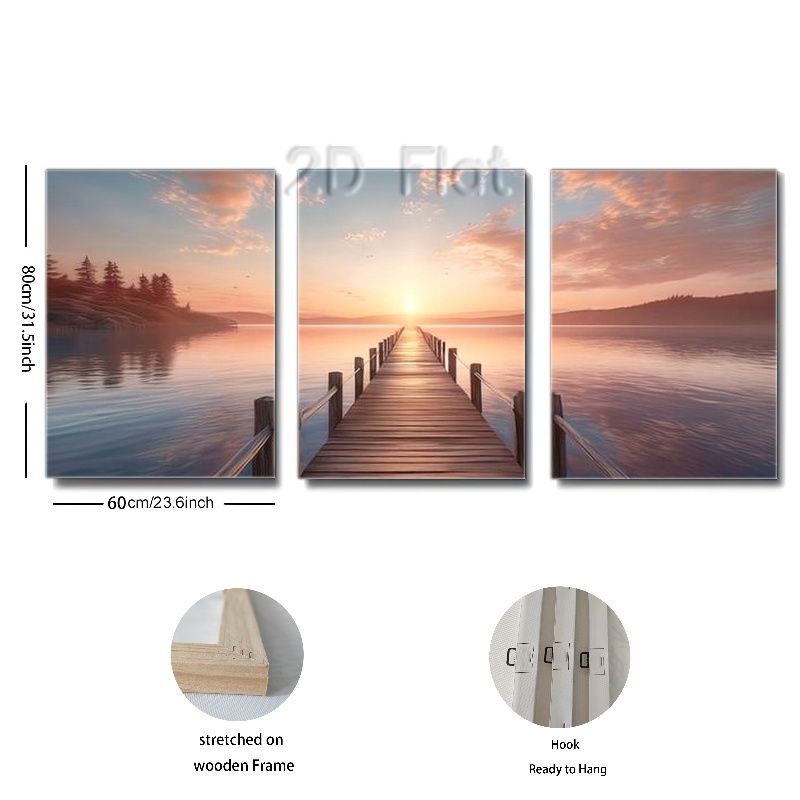 2D Flat
80cm/31.5inch
60cm/23.6inch
stretched on
wooden Frame
Hook
Ready to Hang